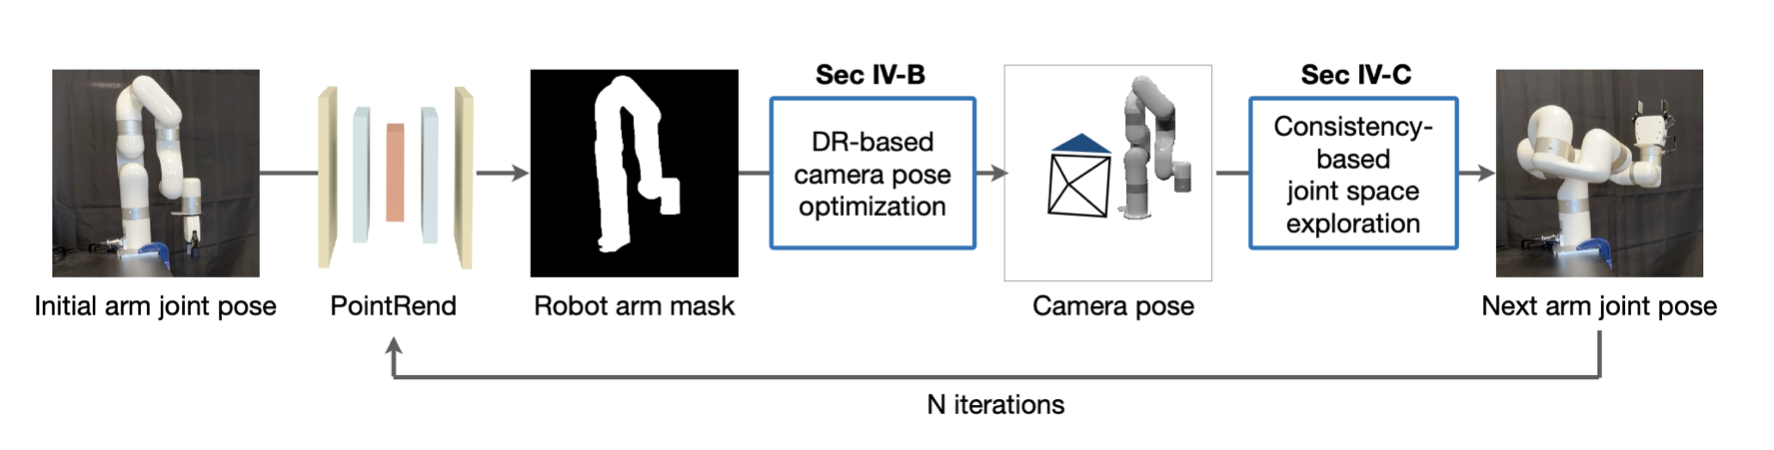 Sec IV-B
Sec IV-C
DR-based
camera pose
optimization
Consistency-
based
joint space
exploration
Initial arm joint pose
PointRend
Robot arm mask
Camera pose
Next arm joint pose
N iterations